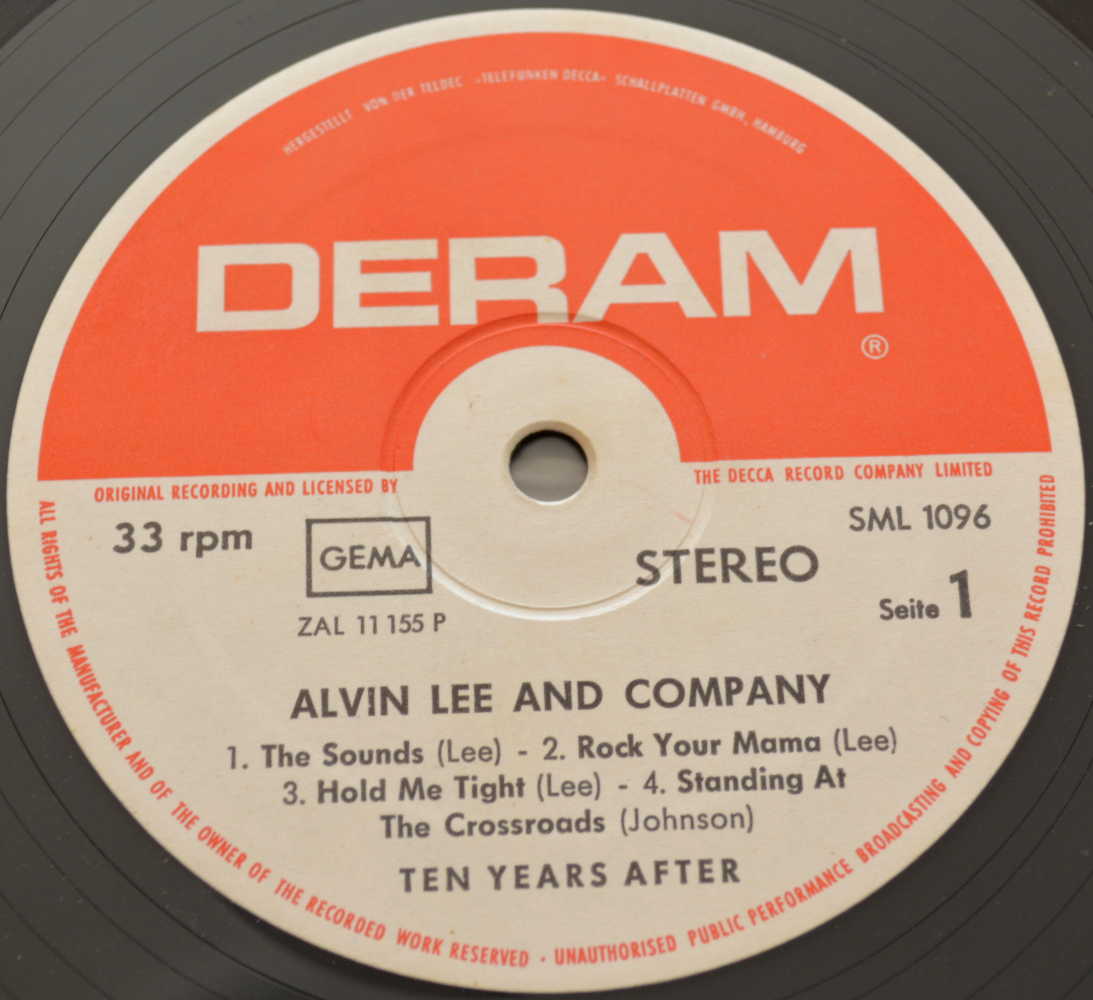 HERGESTELLT VON DER TELDEC »TELEFUNKEN DECCA« SCHALLPLATTEN GMBH, HAMBURG
DERAM
®
ORIGINAL RECORDING AND LICENSED BY THE DECCA RECORD COMPANY LIMITED
33 rpm
GEMA
STEREO
SML 1096
Seite 1
ZAL 11 155 P
ALVIN LEE AND COMPANY
1. The Sounds (Lee) - 2. Rock Your Mama (Lee)
3. Hold Me Tight (Lee) - 4. Standing At
The Crossroads (Johnson)
TEN YEARS AFTER
ALL RIGHTS OF THE MANUFACTURER AND OF THE OWNER OF THE RECORDED WORK RESERVED · UNAUTHORISED PUBLIC PERFORMANCE BROADCASTING AND COPYING OF THIS RECORD PROHIBITED